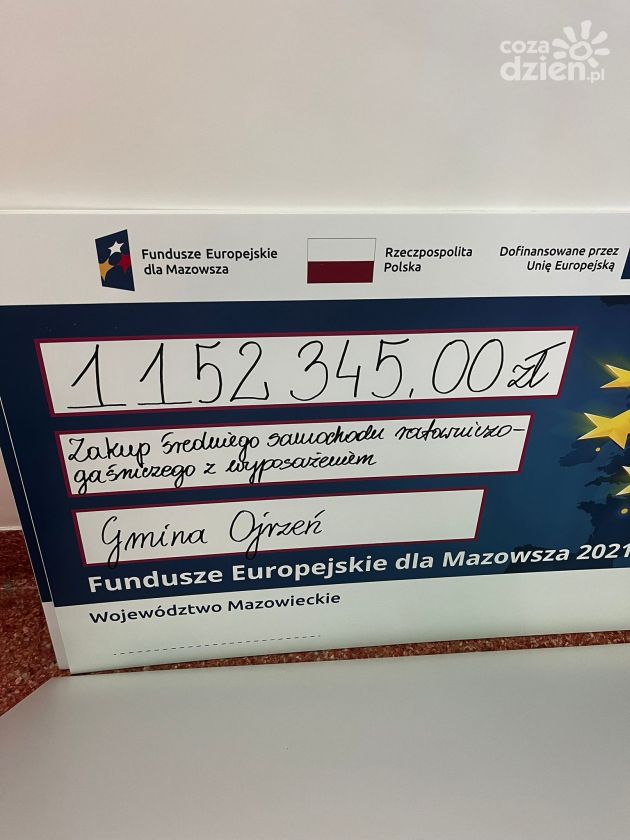 coza
dzien.pl
Fundusze Europejskie
dla Mazowsza
Rzeczpospolita
Polska
Dofinansowane przez
Unię Europejską
1 152 345,00 zł
Zakup średniego samochodu ratowniczo-
gaśniczego z wyposażeniem
Gmina Ojrzeń
Fundusze Europejskie dla Mazowsza 2021
Województwo Mazowieckie